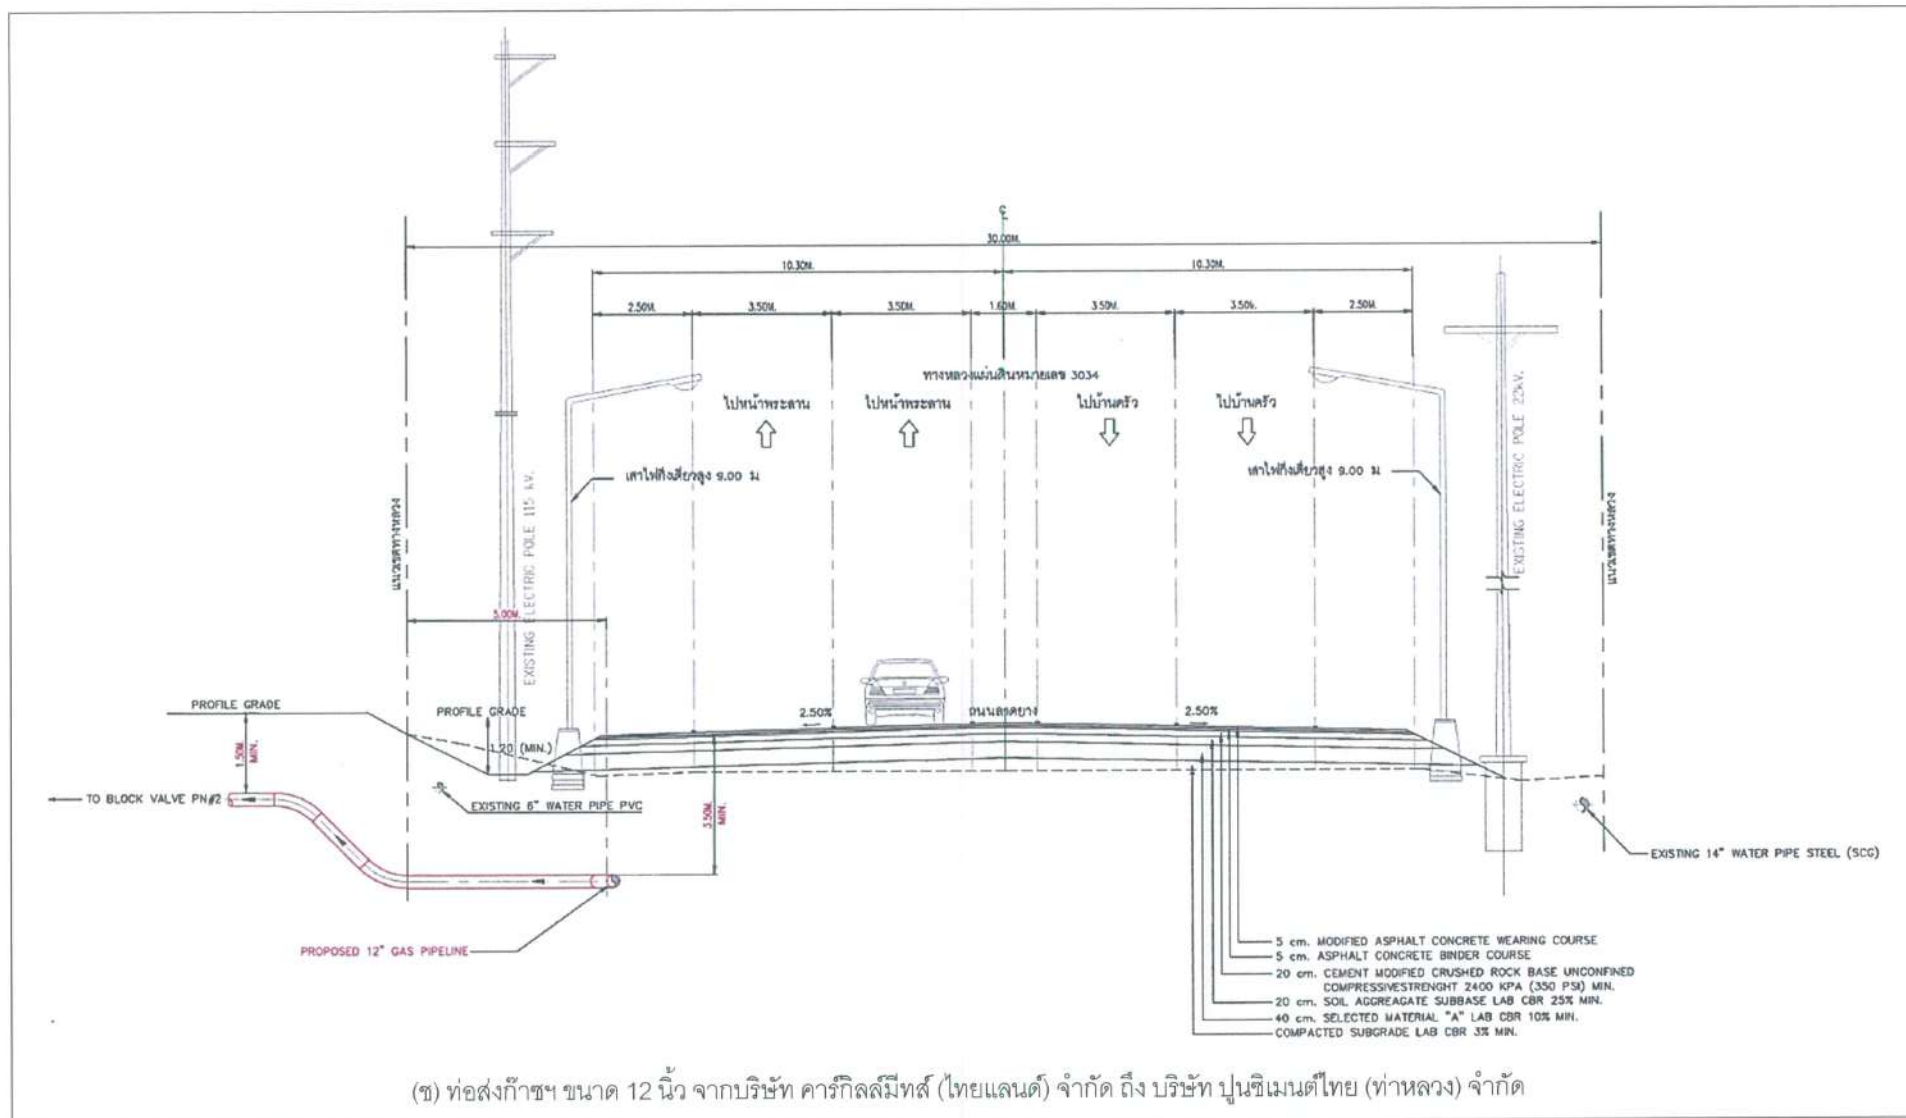 ℄
30.00M.
10.30M.
10.30M.
2.50M.
3.50M.
3.50M.
1.60M.
3.50M.
3.50M.
2.50M.
ทางหลวงแผ่นดินหมายเลข 3034
ไปหน้าพระลาน
ไปหน้าพระลาน
ไปบ้านครัว
ไปบ้านครัว
เสาไฟกิ่งเดี่ยวสูง 9.00 ม
เสาไฟกิ่งเดี่ยวสูง 9.00 ม
แนวเขตทางหลวง
EXISTING ELECTRIC POLE 115 kV.
EXISTING ELECTRIC POLE 22kV.
แนวเขตทางหลวง
5.00M.
PROFILE GRADE
PROFILE GRADE
2.50%
ถนนลาดยาง
2.50%
1.20 (MIN.)
1.50M.
MIN.
TO BLOCK VALVE PN#2
EXISTING 6" WATER PIPE PVC
3.50M.
MIN.
EXISTING 14" WATER PIPE STEEL (SCG)
PROPOSED 12" GAS PIPELINE
5 cm. MODIFIED ASPHALT CONCRETE WEARING COURSE
5 cm. ASPHALT CONCRETE BINDER COURSE
20 cm. CEMENT MODIFIED CRUSHED ROCK BASE UNCONFINED
COMPRESSIVESTRENGHT 2400 KPA (350 PSI) MIN.
20 cm. SOIL AGGREAGATE SUBBASE LAB CBR 25% MIN.
40 cm. SELECTED MATERIAL "A" LAB CBR 10% MIN.
COMPACTED SUBGRADE LAB CBR 3% MIN.
(ช) ท่อส่งก๊าซฯ ขนาด 12 นิ้ว จากบริษัท คาร์กิลล์มีทส์ (ไทยแลนด์) จำกัด ถึง บริษัท ปูนซิเมนต์ไทย (ท่าหลวง) จำกัด